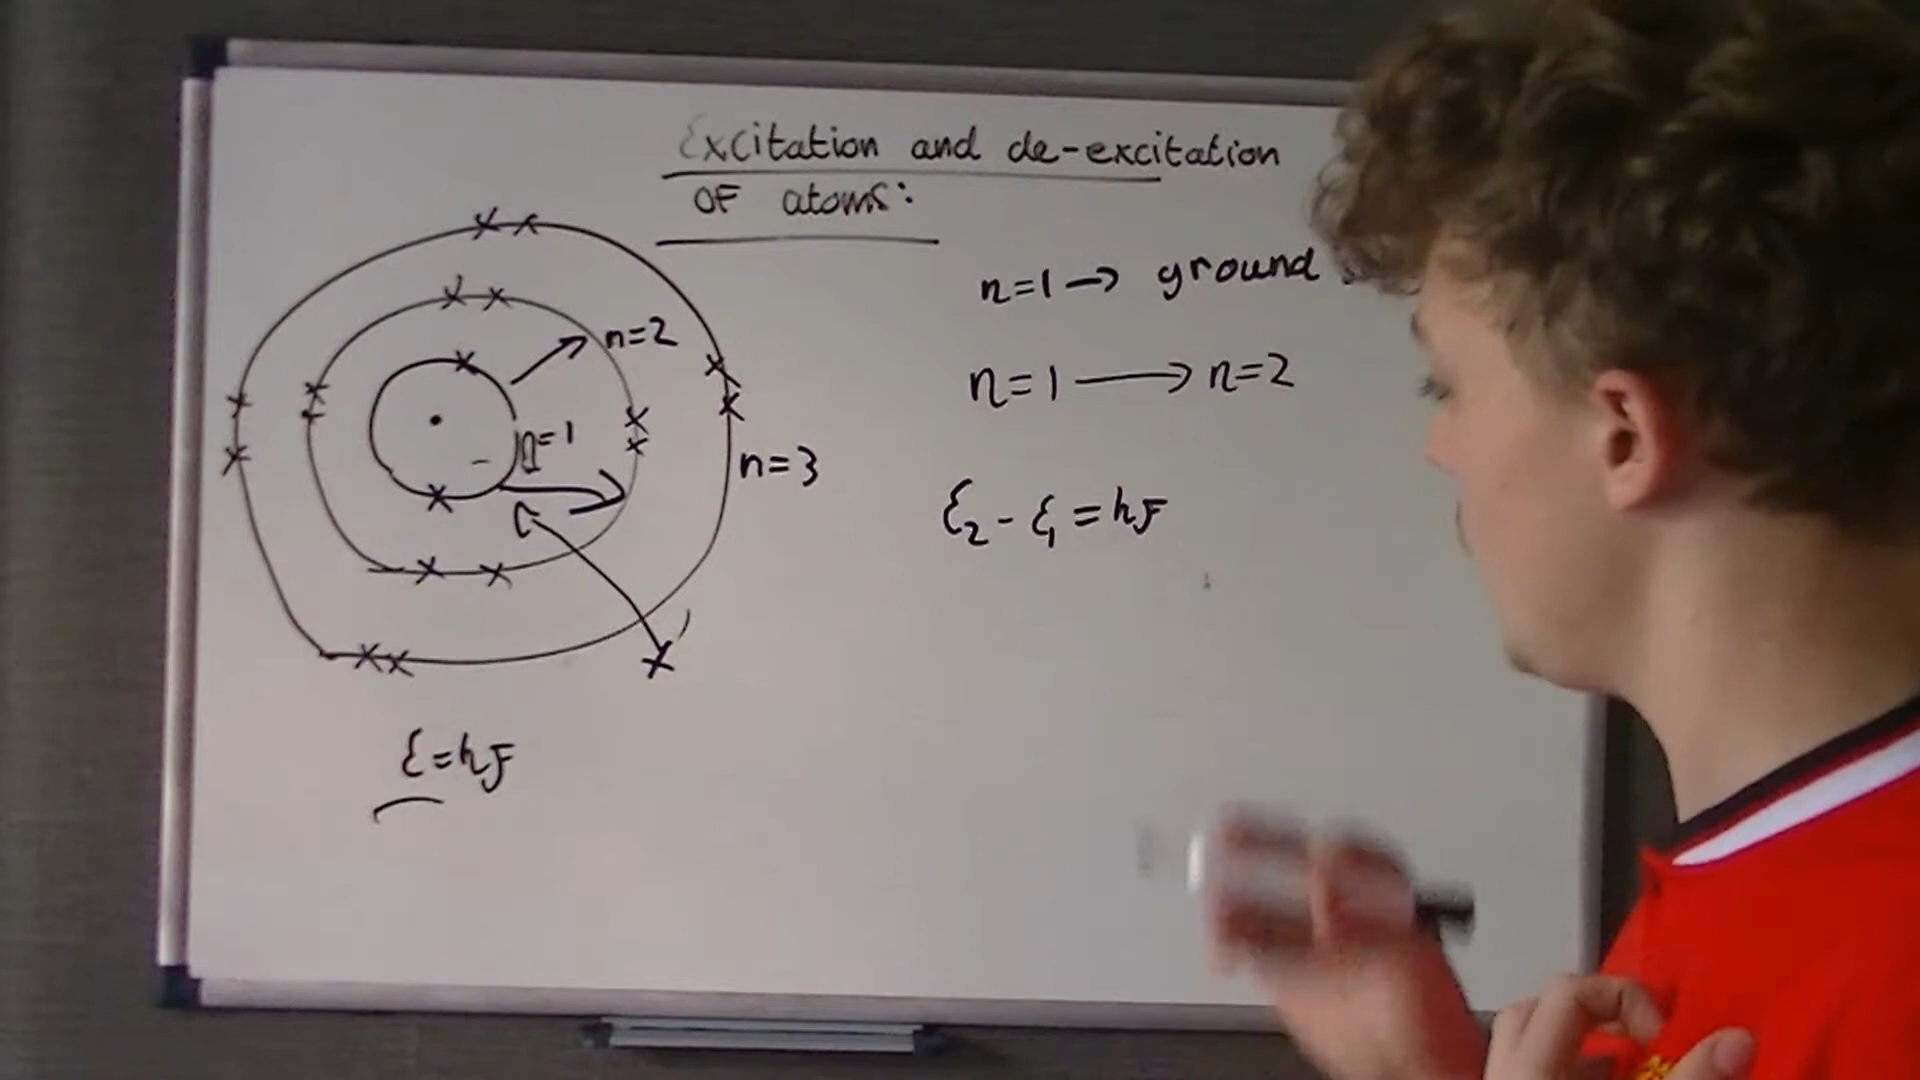 Excitation and de-excitation
OF atoms:
n=1 → ground
n=2
n=1 → n=2
n=1
n=3
E₂ - E₁ = hf
E=hf